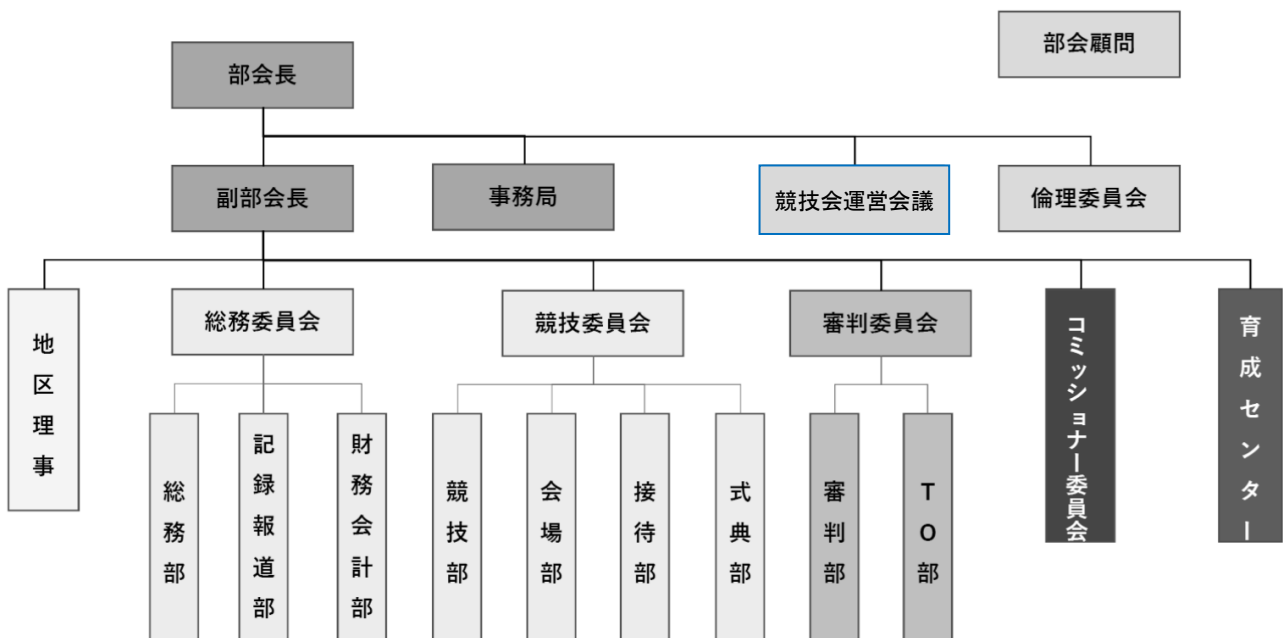 部会顧問
部会長
副部会長
事務局
競技会運営会議
倫理委員会
地区理事
総務委員会
競技委員会
審判委員会
コミッショナー委員会
育成センター
総務部
記録報道部
財務会計部
競技部
会場部
接待部
式典部
審判部
TO部